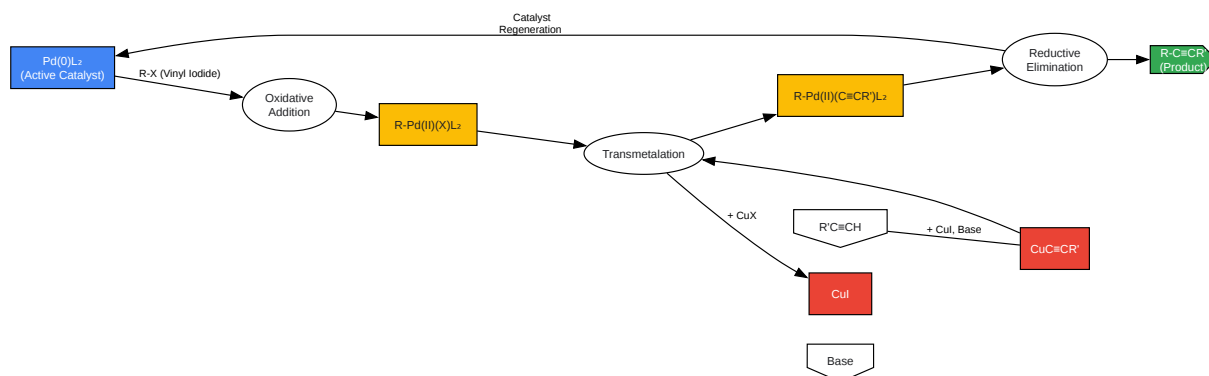 Catalyst
Regeneration
Pd(0)L₂
(Active Catalyst)
R-X (Vinyl Iodide)
Oxidative
Addition
R-Pd(II)(X)L₂
Transmetalation
R-Pd(II)(C≡CR')L₂
Reductive
Elimination
R-C≡CR'
(Product)
+ CuX
R'C≡CH
+ CuI, Base
CuC≡CR'
CuI
Base